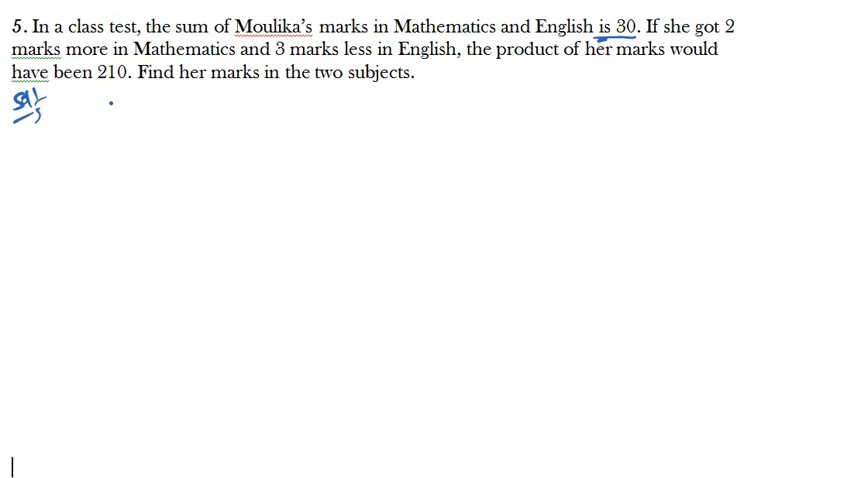 5. In a class test, the sum of Moulika's marks in Mathematics and English is 30. If she got 2
marks more in Mathematics and 3 marks less in English, the product of her marks would
have been 210. Find her marks in the two subjects.
Sol